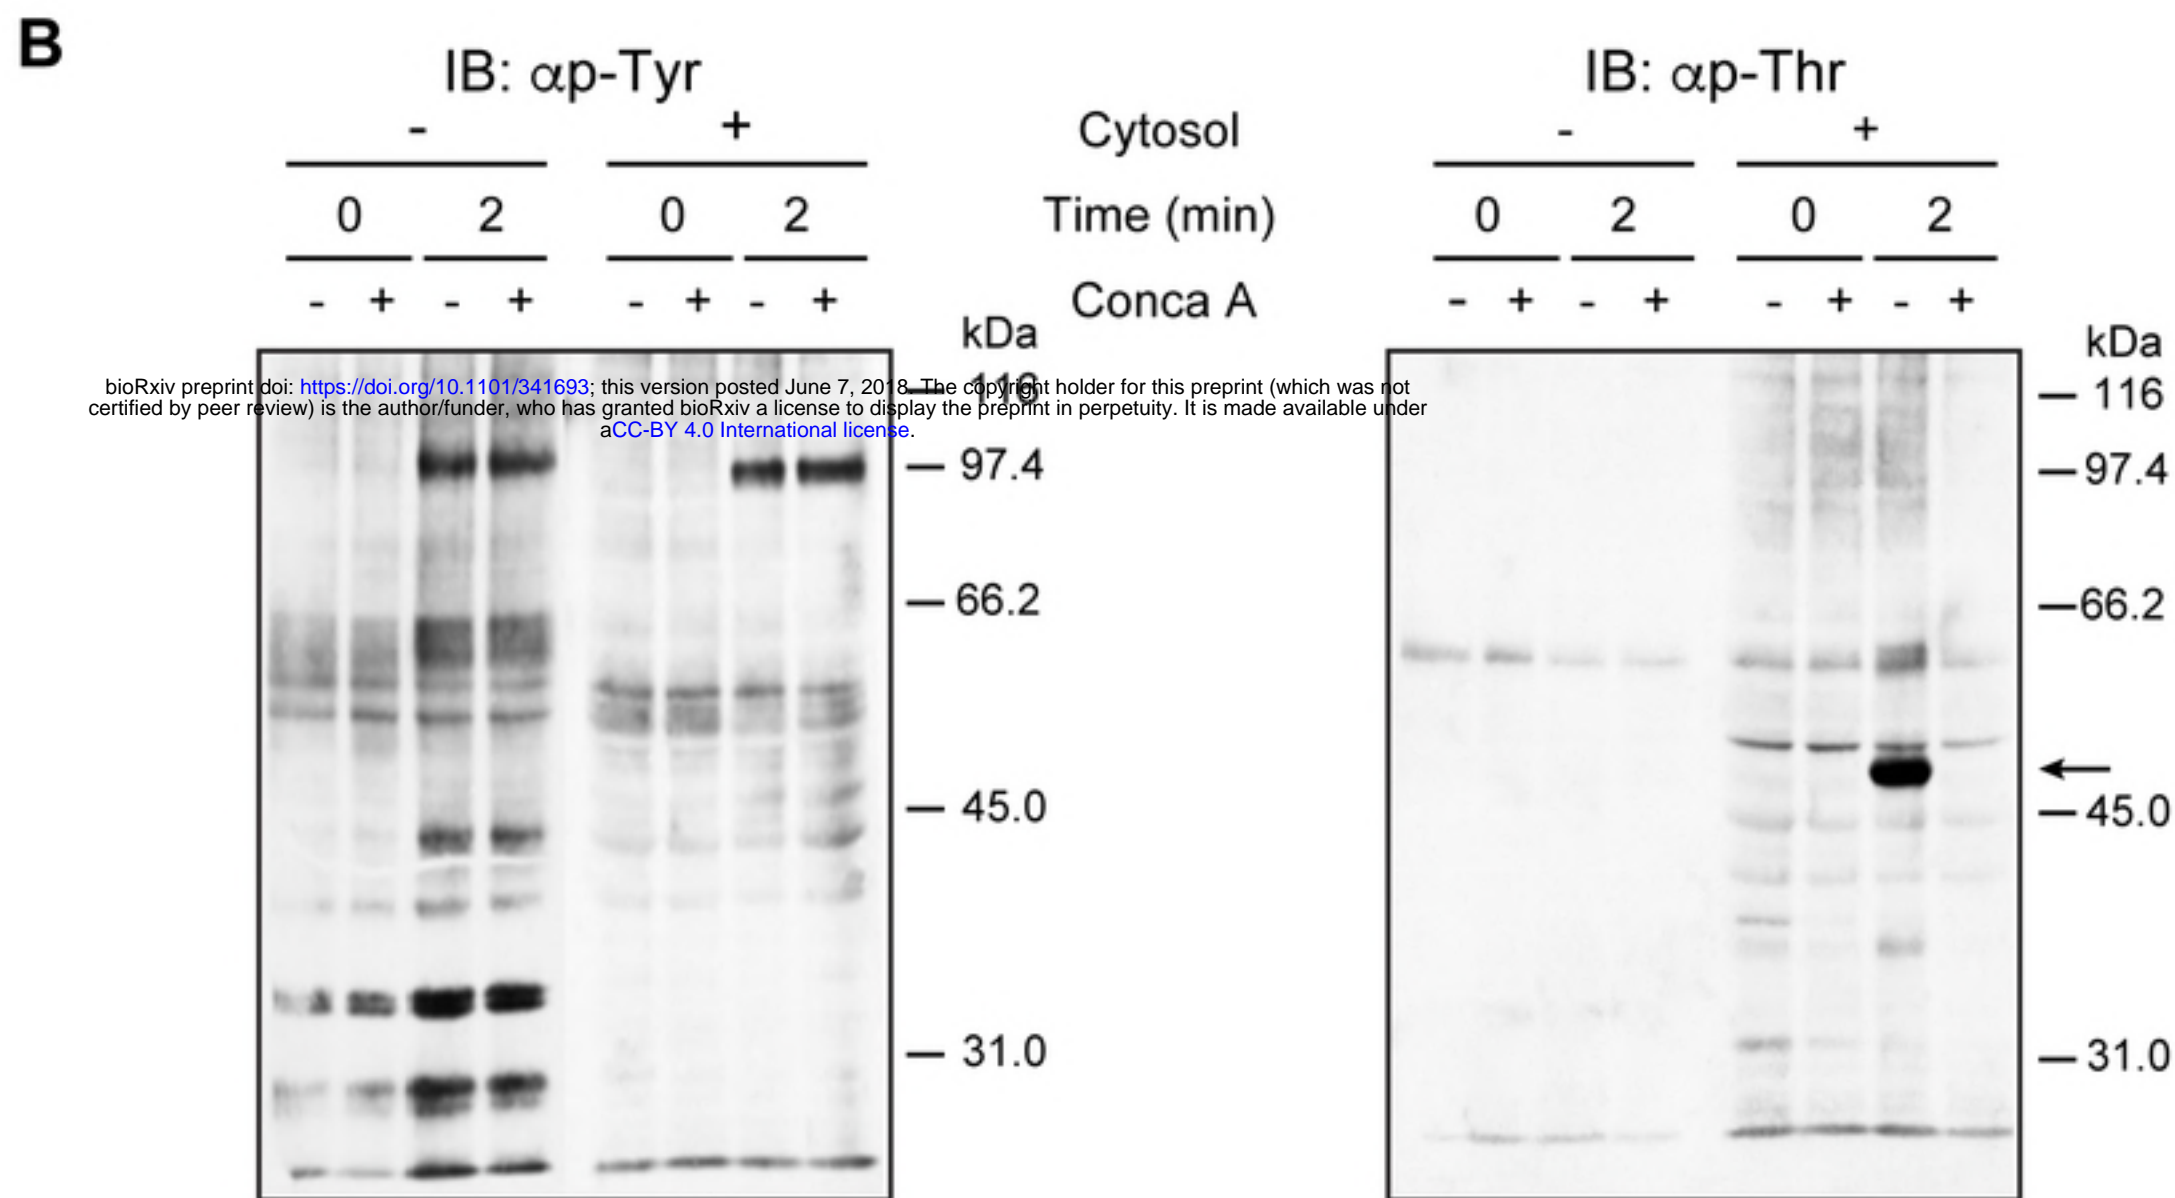 B
IB: αp-Tyr IB: αp-Thr
- + Cytosol - +
0 2 0 2 Time (min) 0 2 0 2
- + - + - + - + Conca A - + - + - + - +
kDa kDa
bioRxiv preprint doi: https://doi.org/10.1101/341693; this version posted June 7, 2018. The copyright holder for this preprint (which was not
certified by peer review) is the author/funder, who has granted bioRxiv a license to display the preprint in perpetuity. It is made available under
aCC-BY 4.0 International license.
116 116
97.4 97.4
66.2 66.2
45.0 45.0
31.0 31.0